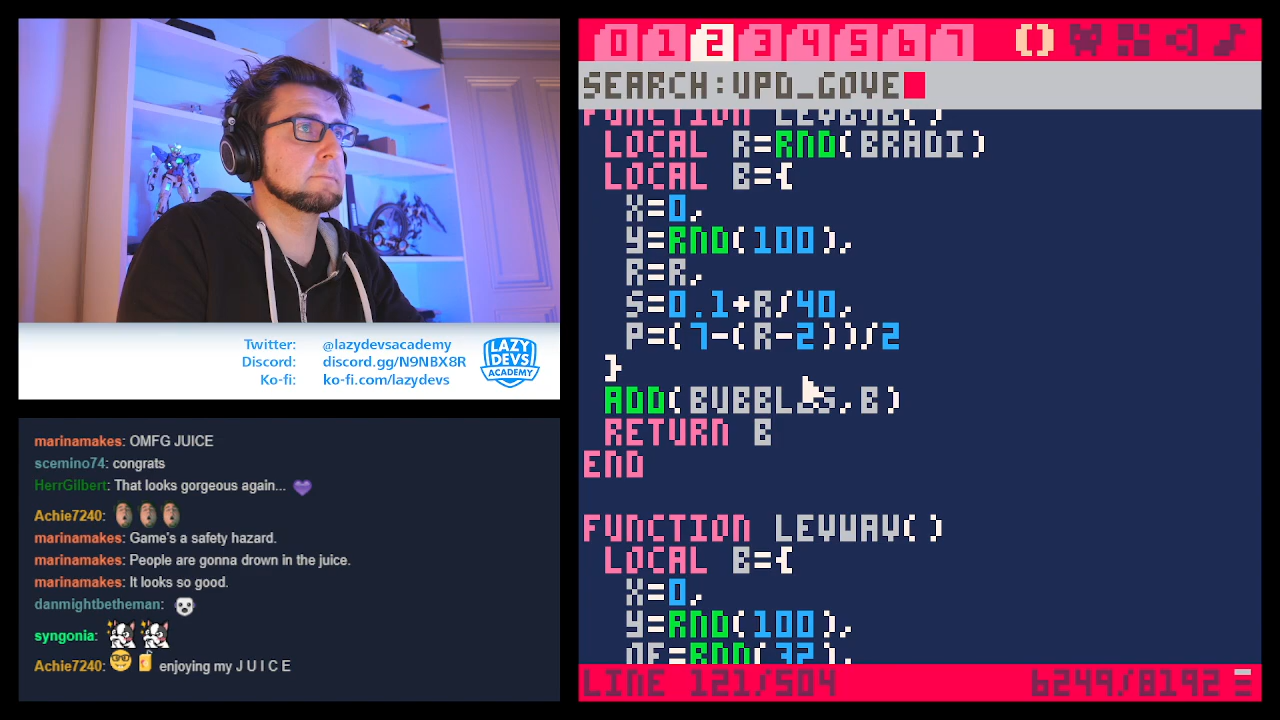 Twitter: @lazydevsacademy
Discord: discord.gg/N9NBX8R
Ko-fi: ko-fi.com/lazydevs
LAZY
DEVS
ACADEMY
marinamakes: OMFG JUICE
scemino74: congrats
HerrGilbert: That looks gorgeous again...
Achie7240:
marinamakes: Game's a safety hazard.
marinamakes: People are gonna drown in the juice.
marinamakes: It looks so good.
danmightbetheman:
syngonia:
Achie7240: enjoying my J U I C E
0 1 2 3 4 5 6 7 ()
SEARCH:UPD_GOVE
FUNCTION
LOCAL R=RND(BRADI)
LOCAL B={
X=0,
Y=RND(100),
R=R,
S=0.1+R/40,
P=(7-(R-2))/2
}
ADD(BUBBLES,B)
RETURN B
END
FUNCTION LEVWAV()
LOCAL B={
X=0,
Y=RND(100),
=RND(32),
LINE 121/504
6249/8192